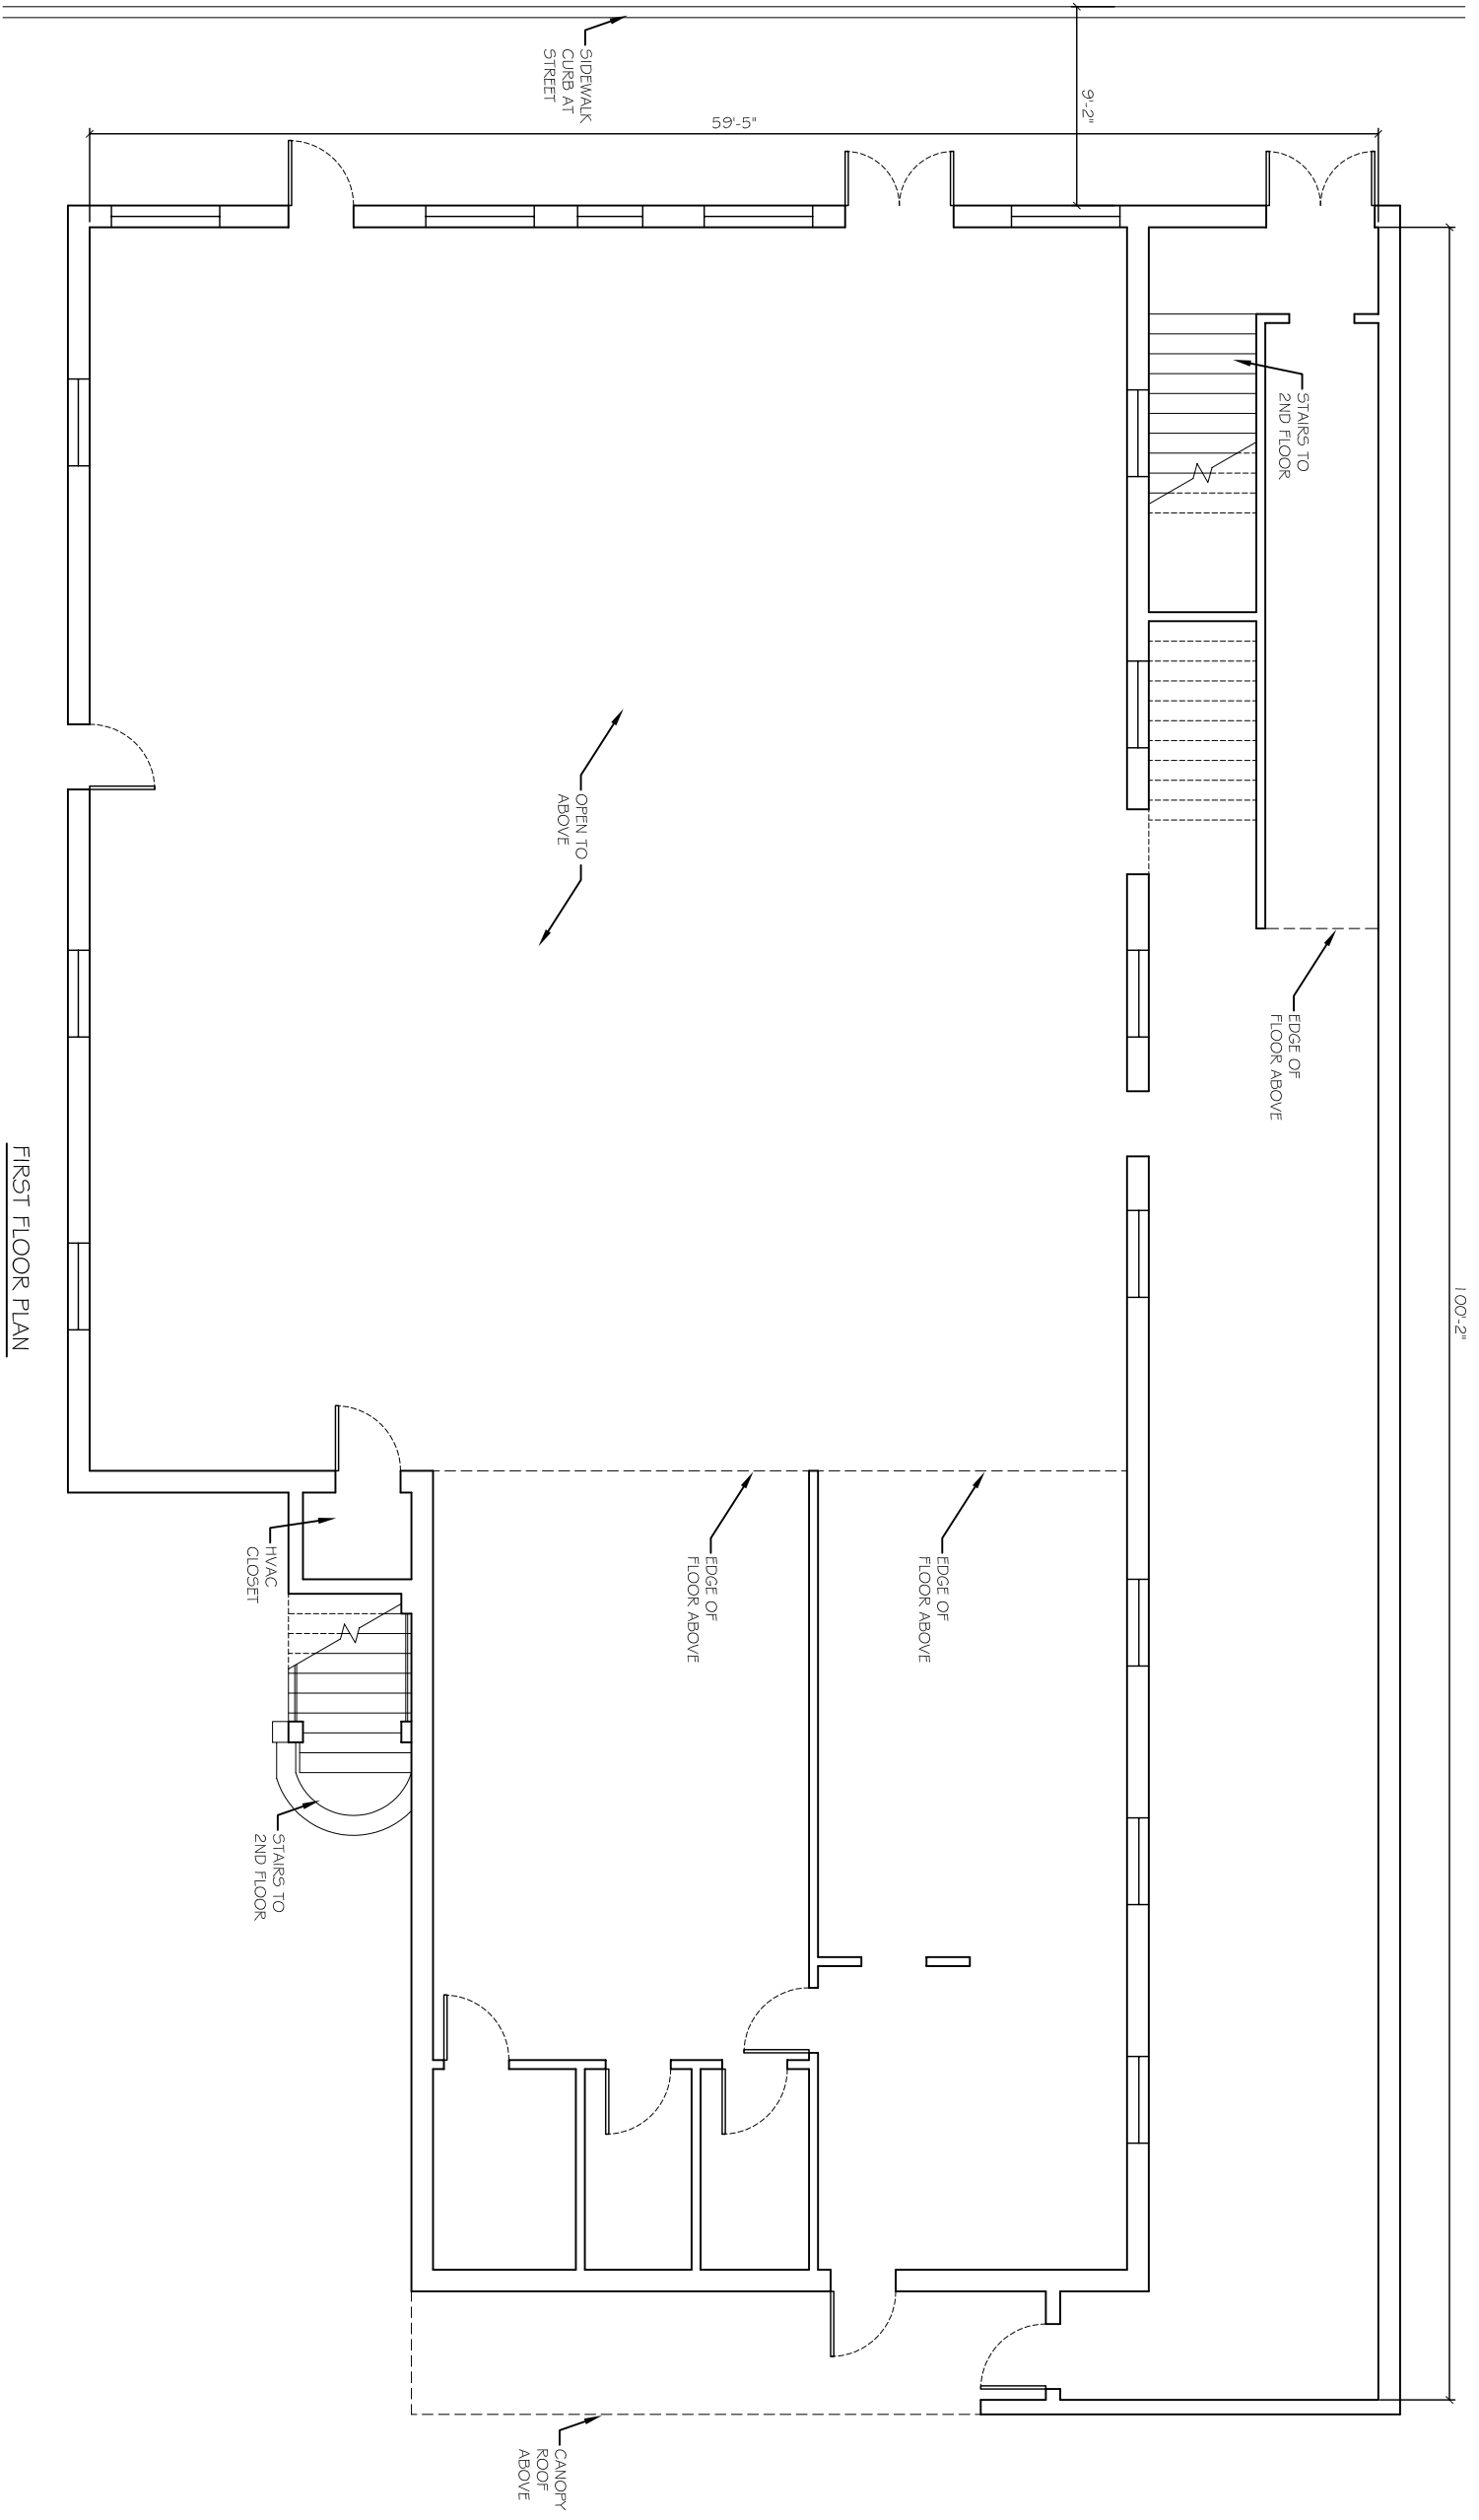 SIDEWALK
CURB AT
STREET
9'-2"
59'-5"
STAIRS TO
2ND FLOOR
OPEN TO
ABOVE
EDGE OF
FLOOR ABOVE
100'-2"
FIRST FLOOR PLAN
HVAC
CLOSET
EDGE OF
FLOOR ABOVE
EDGE OF
FLOOR ABOVE
STAIRS TO
2ND FLOOR
CANOPY
ROOF
ABOVE